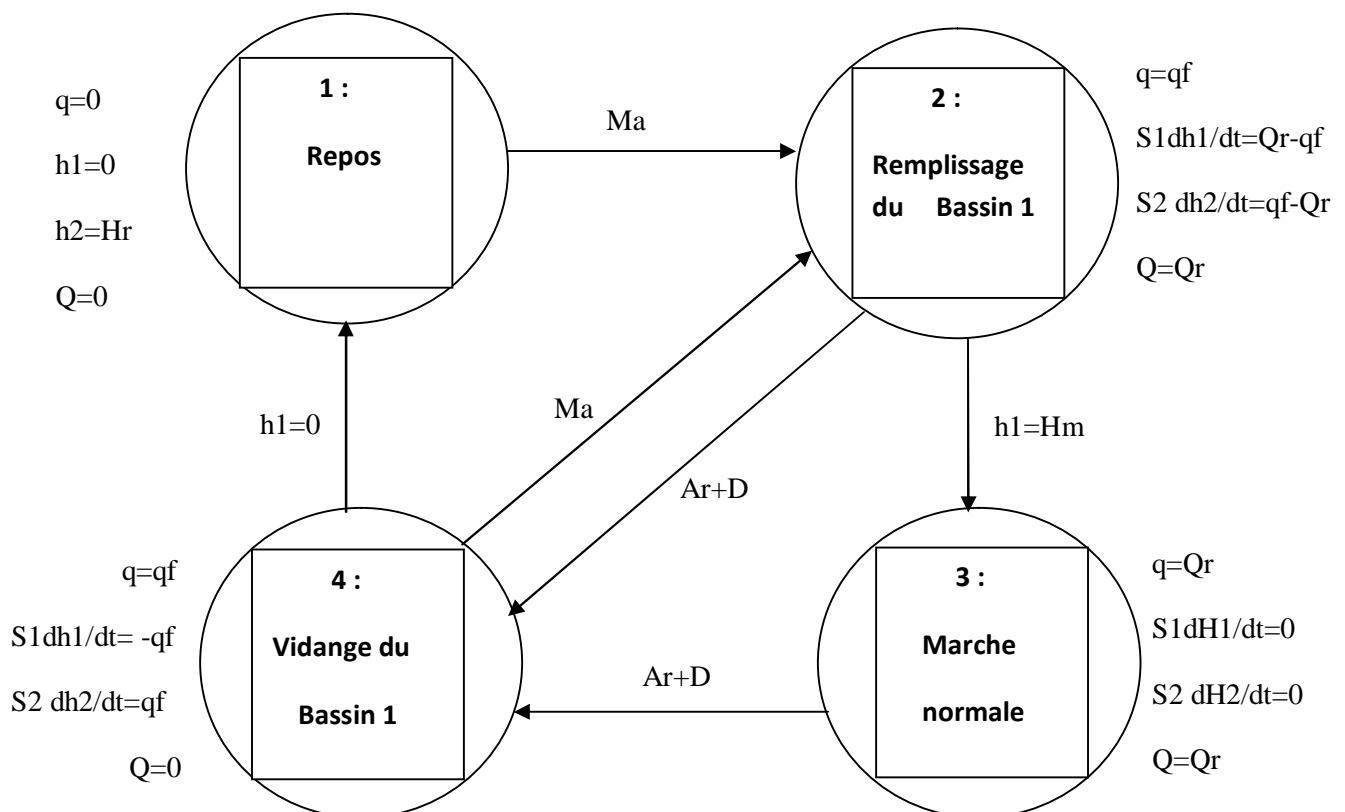 q=0
h1=0
h2=Hr
Q=0
1 :
Repos
Ma
2 :
Remplissage
du Bassin 1
q=qf
S1dh1/dt=Qr-qf
S2 dh2/dt=qf-Qr
Q=Qr
h1=0
Ma
Ar+D
h1=Hm
q=qf
S1dh1/dt= -qf
S2 dh2/dt=qf
Q=0
4 :
Vidange du
Bassin 1
Ar+D
3 :
Marche
normale
q=Qr
S1dH1/dt=0
S2 dH2/dt=0
Q=Qr